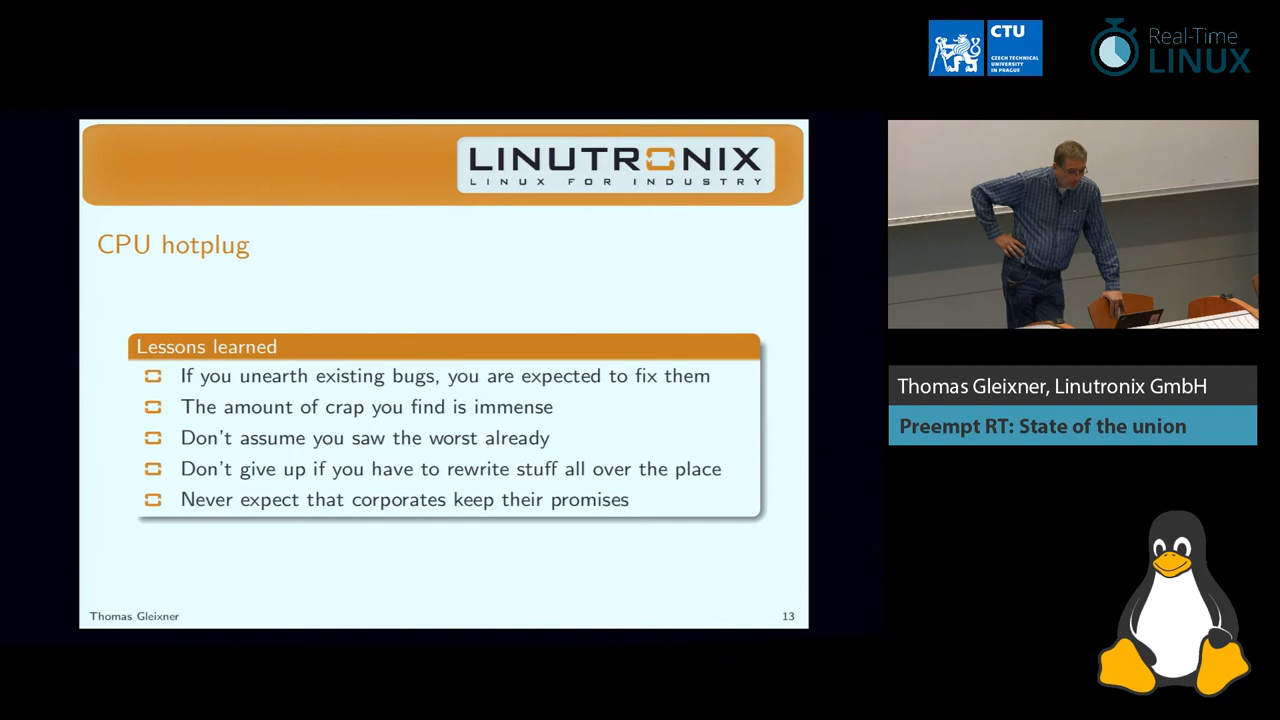 CTU
CZECH TECHNICAL
UNIVERSITY
IN PRAGUE
Real-Time
LINUX
LINUTRONIX
LINUX FOR INDUSTRY
CPU hotplug
Lessons learned
If you unearth existing bugs, you are expected to fix them
The amount of crap you find is immense
Don't assume you saw the worst already
Don't give up if you have to rewrite stuff all over the place
Never expect that corporates keep their promises
Thomas Gleixner
13
Thomas Gleixner, Linutronix GmbH
Preempt RT: State of the union